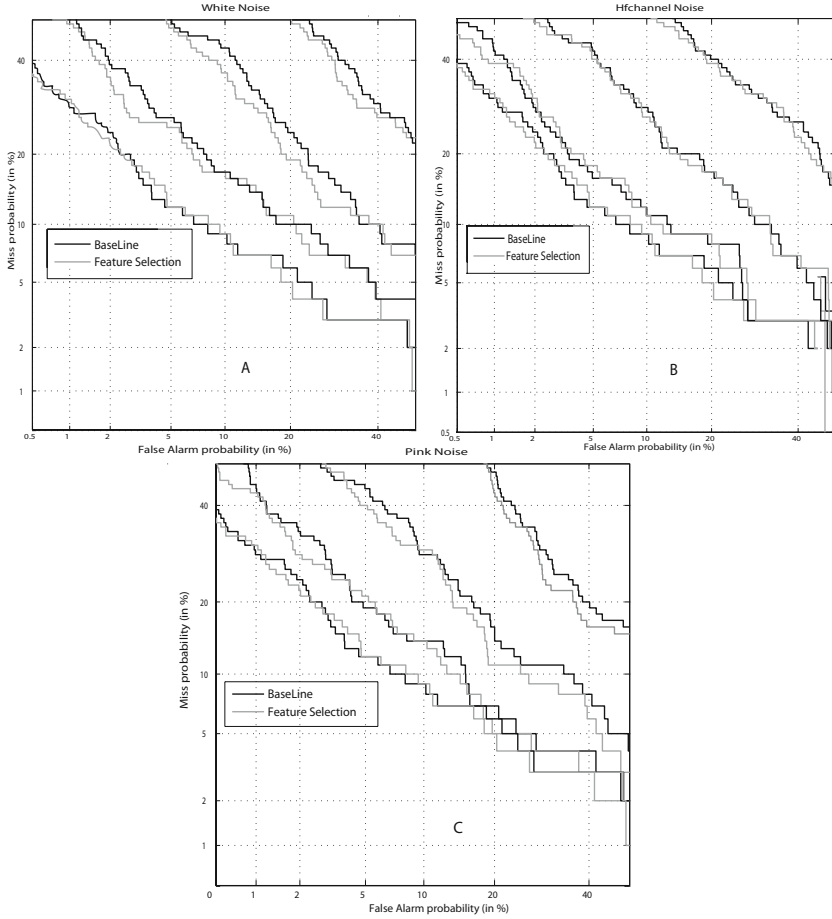 White Noise
Miss probability (in %)
40
20
10
5
2
1
0.5
1
2
5
10
20
40
False Alarm probability (in %)
BaseLine
Feature Selection
A
Hfchannel Noise
Miss probability (in %)
40
20
10
5
2
1
0.5
0.5
1
2
5
10
20
40
False Alarm probability (in %)
BaseLine
Feature Selection
B
Pink Noise
Miss probability (in %)
40
20
10
5
2
1
0
1
2
5
10
20
40
False Alarm probability (in %)
BaseLine
Feature Selection
C